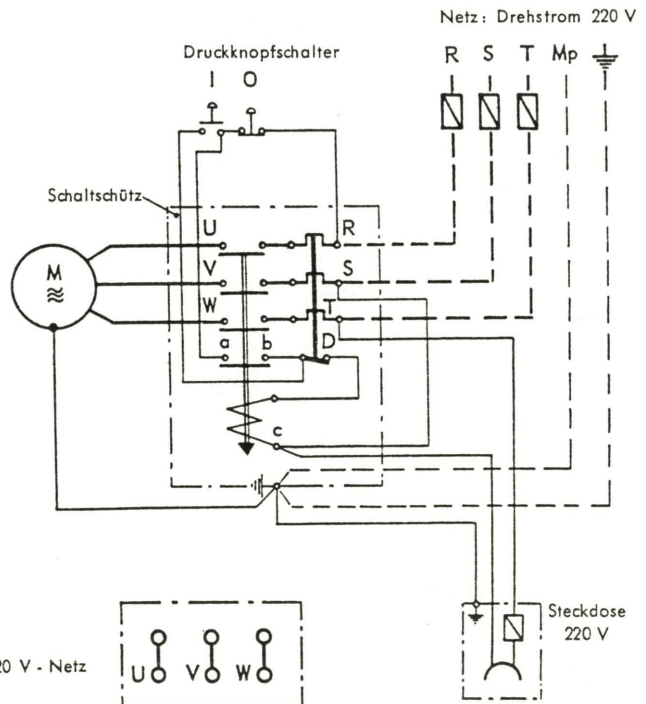 Netz: Drehstrom 220 V
Druckknopfschalter
R S T Mp
I O
Schaltschütz
U R
M
V S
W T
a b D
c
Steckdose
220 V
20 V - Netz
U V W